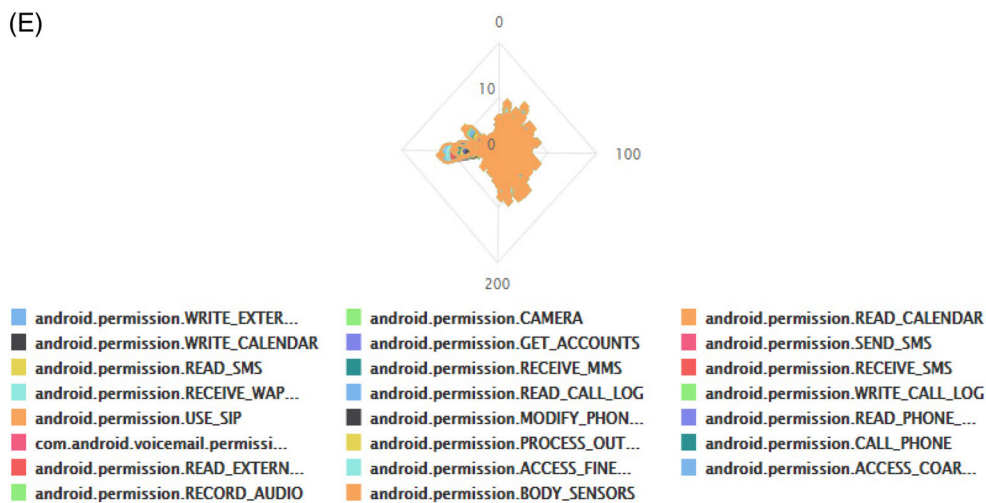 (E)
0
10
0
100
200
android.permission.WRITE_EXTER... android.permission.CAMERA android.permission.READ_CALENDAR
android.permission.WRITE_CALENDAR android.permission.GET_ACCOUNTS android.permission.SEND_SMS
android.permission.READ_SMS android.permission.RECEIVE_MMS android.permission.RECEIVE_SMS
android.permission.RECEIVE_WAP... android.permission.READ_CALL_LOG android.permission.WRITE_CALL_LOG
android.permission.USE_SIP android.permission.MODIFY_PHON... android.permission.READ_PHONE_...
com.android.voicemail.permissi... android.permission.PROCESS_OUT... android.permission.CALL_PHONE
android.permission.READ_EXTERN... android.permission.ACCESS_FINE... android.permission.ACCESS_COAR...
android.permission.RECORD_AUDIO android.permission.BODY_SENSORS